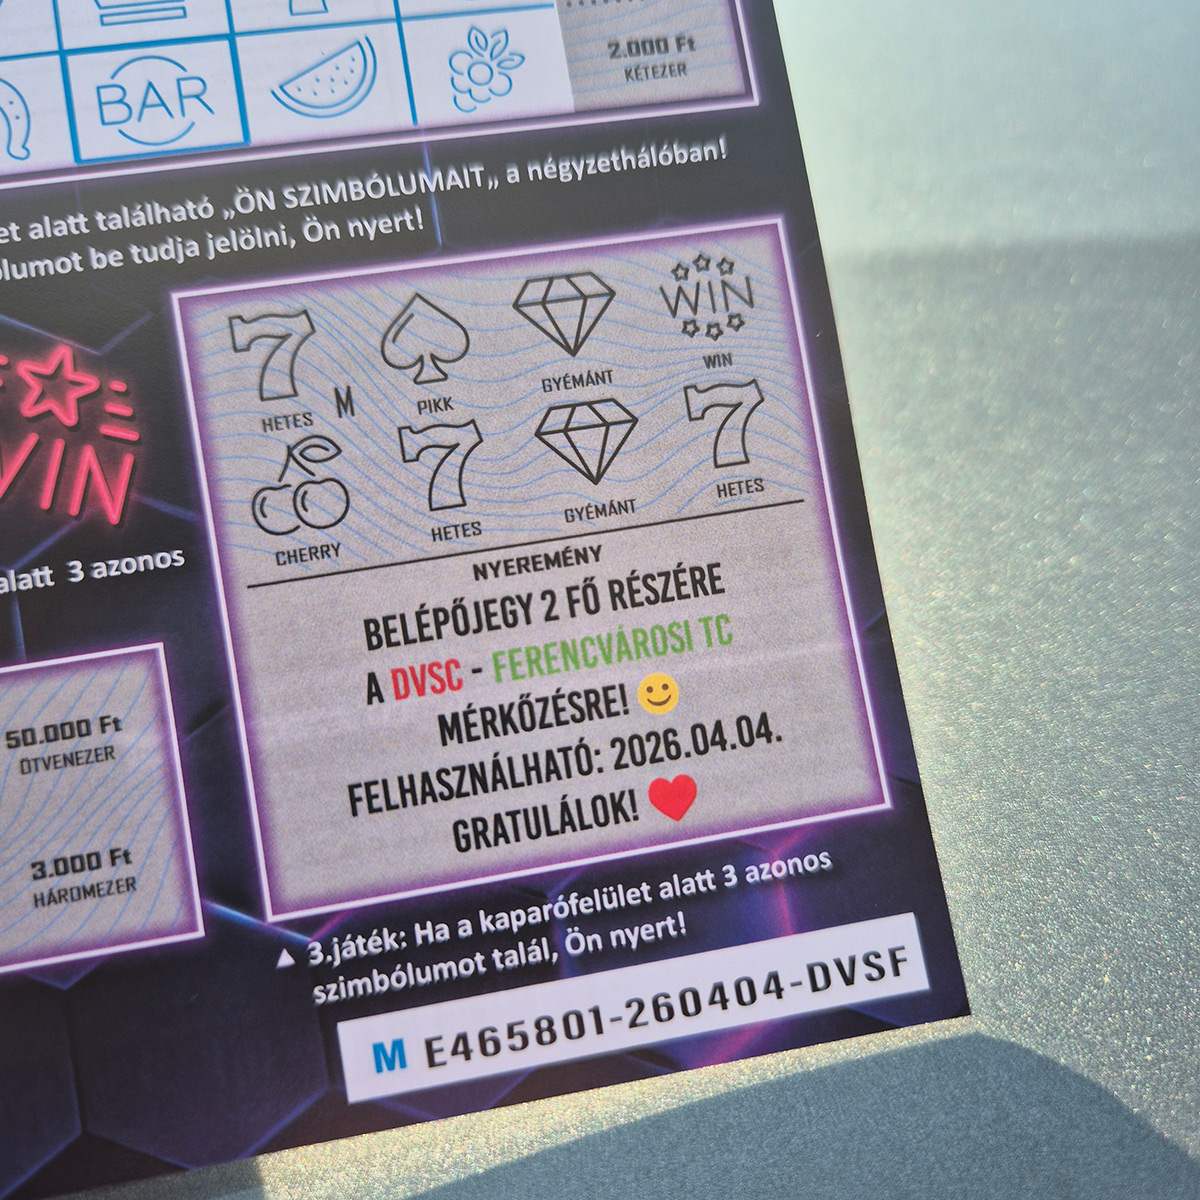 2.000 Ft
KÉTEZER
BAR
alatt található „ÖN SZIMBÓLUMAIT„ a négyzethálóban!
be tudja jelölni, Ön nyert!
7 WIN
HETES M PIKK GYÉMÁNT WIN
7 7
CHERRY HETES GYÉMÁNT HETES
alatt 3 azonos
NYEREMÉNY
BELÉPŐJEGY 2 FŐ RÉSZÉRE
A DVSC - FERENCVÁROSI TC
MÉRKŐZÉSRE! 🙂
FELHASZNÁLHATÓ: 2026.04.04.
GRATULÁLOK! ❤️
50.000 Ft
ÖTVENEZER
3.000 Ft
HÁROMEZER
▲ 3.játék: Ha a kaparófelület alatt 3 azonos
szimbólumot talál, Ön nyert!
M E465801-260404-DVSF